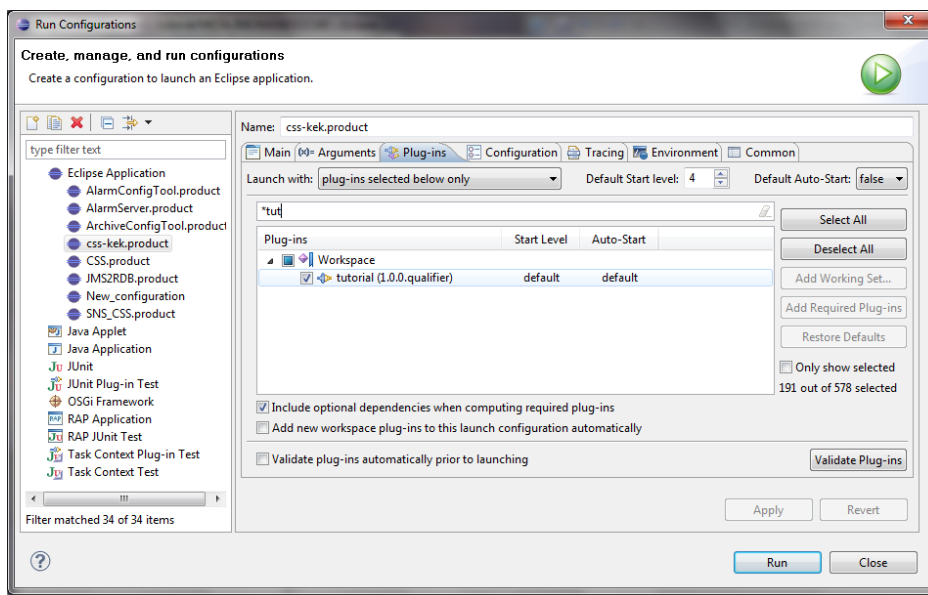 Run Configurations
Create, manage, and run configurations
Create a configuration to launch an Eclipse application.
type filter text
Eclipse Application
AlarmConfigTool.product
AlarmServer.product
ArchiveConfigTool.product
css-kek.product
CSS.product
JMS2RDB.product
New_configuration
SNS_CSS.product
Java Applet
Java Application
JUnit
JUnit Plug-in Test
OSGi Framework
RAP Application
RAP JUnit Test
Task Context Plug-in Test
Task Context Test
Filter matched 34 of 34 items
Name: css-kek.product
Main (x)= Arguments Plug-ins Configuration Tracing Environment Common
Launch with: plug-ins selected below only Default Start level: 4 Default Auto-Start: false
*tut
Plug-ins Start Level Auto-Start
Workspace
tutorial (1.0.0.qualifier) default default
Select All
Deselect All
Add Working Set...
Add Required Plug-ins
Restore Defaults
Only show selected
191 out of 578 selected
Include optional dependencies when computing required plug-ins
Add new workspace plug-ins to this launch configuration automatically
Validate plug-ins automatically prior to launching Validate Plug-ins
Apply Revert
? Run Close